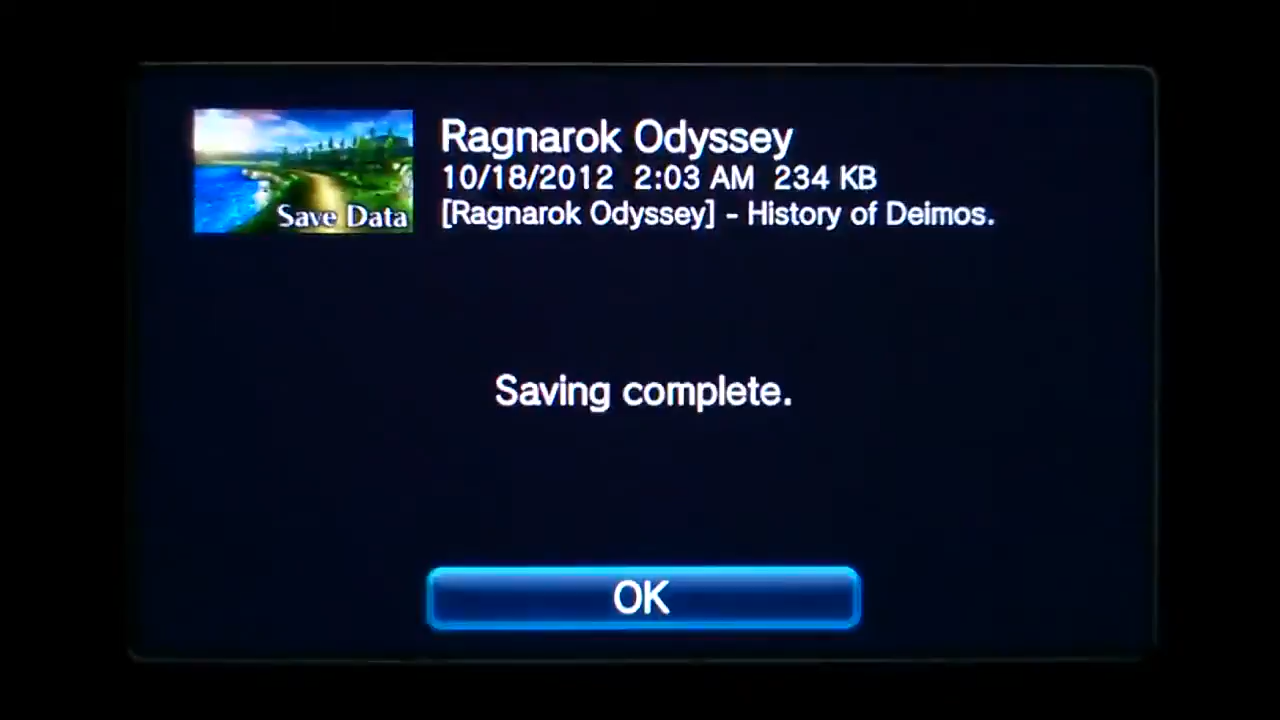 Ragnarok Odyssey
10/18/2012 2:03 AM 234 KB
[Ragnarok Odyssey] - History of Deimos.
Save Data
Saving complete.
OK